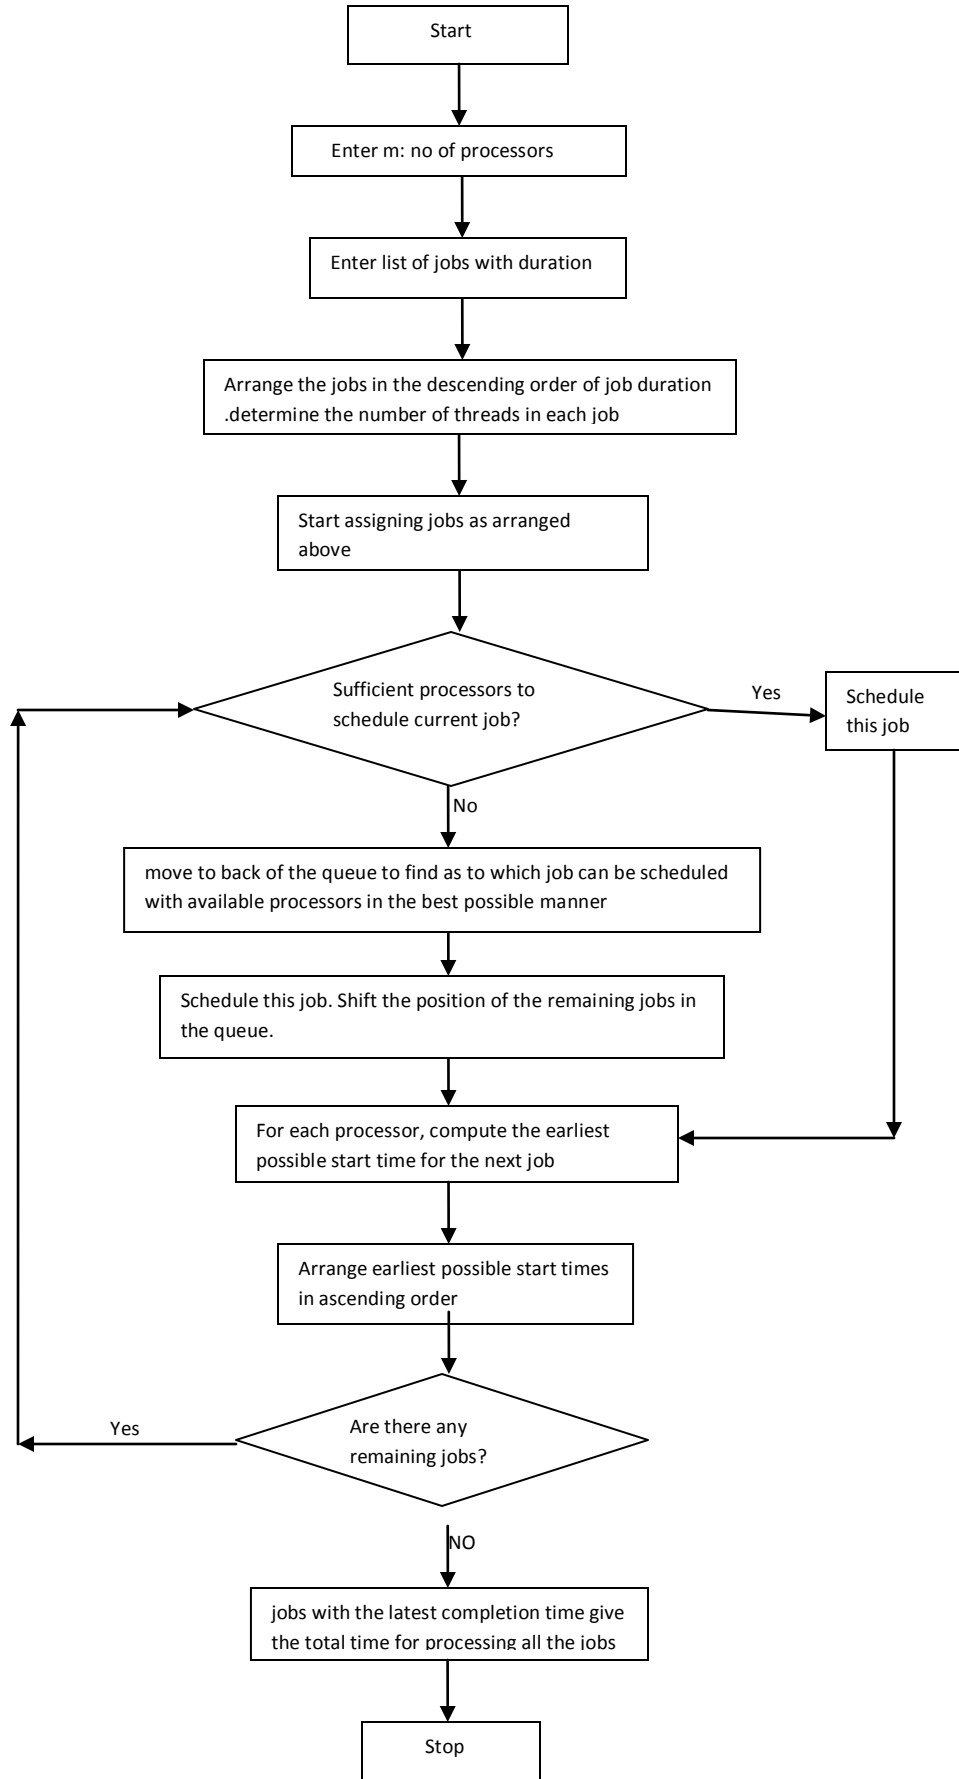 Start
Enter m: no of processors
Enter list of jobs with duration
Arrange the jobs in the descending order of job duration
.determine the number of threads in each job
Start assigning jobs as arranged
above
Sufficient processors to
schedule current job?
Yes
Schedule
this job
No
move to back of the queue to find as to which job can be scheduled
with available processors in the best possible manner
Schedule this job. Shift the position of the remaining jobs in
the queue.
For each processor, compute the earliest
possible start time for the next job
Arrange earliest possible start times
in ascending order
Yes
Are there any
remaining jobs?
NO
jobs with the latest completion time give
the total time for processing all the jobs
Stop